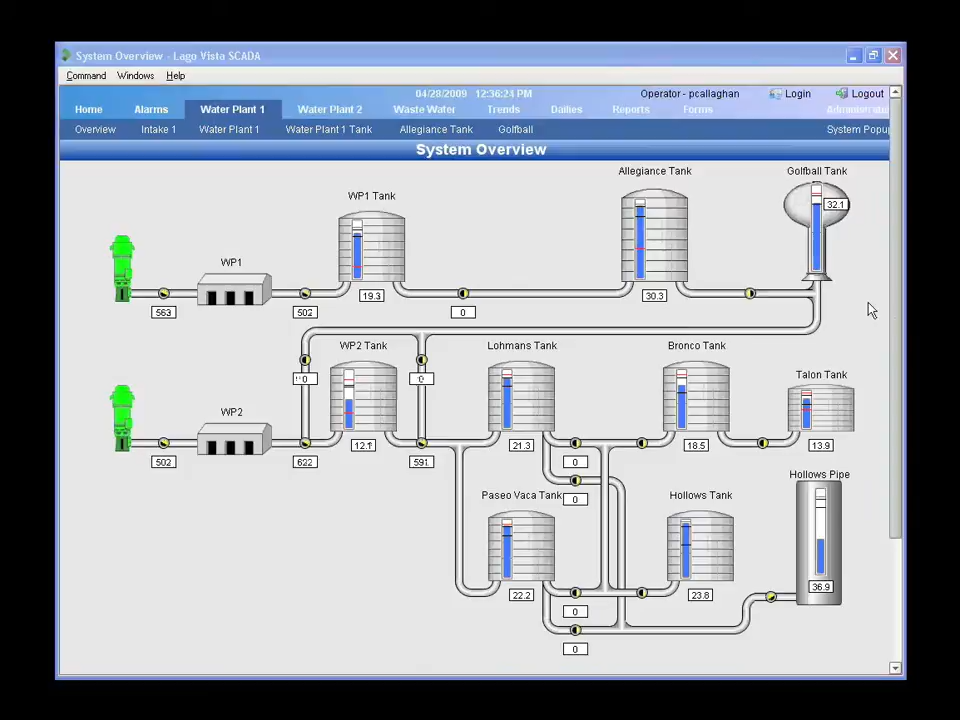 System Overview - Lago Vista SCADA
Command Windows Help
04/28/2009 12:36:24 PM Operator - pcallaghan Login Logout
Home Alarms Water Plant 1 Water Plant 2 Waste Water Trends Dailies Reports Forms
Overview Intake 1 Water Plant 1 Water Plant 1 Tank Allegiance Tank Golfball System Popu
System Overview
Allegiance Tank Golfball Tank
WP1 Tank
32.1
WP1
19.3 30.3
563 502 0
WP2 Tank Lohmans Tank Bronco Tank
Talon Tank
WP2
12.1 21.3 18.5 13.9
502 622 591 0
Hollows Pipe
Paseo Vaca Tank 0 Hollows Tank
36.9
22.2 23.8
0
0